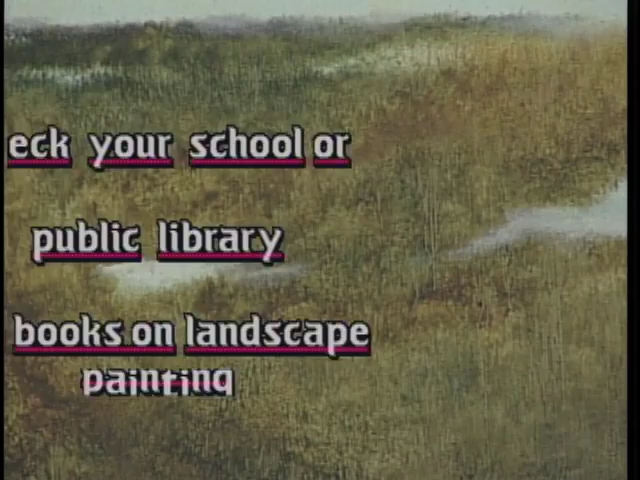 eck your school or
public library
books on landscape
painting